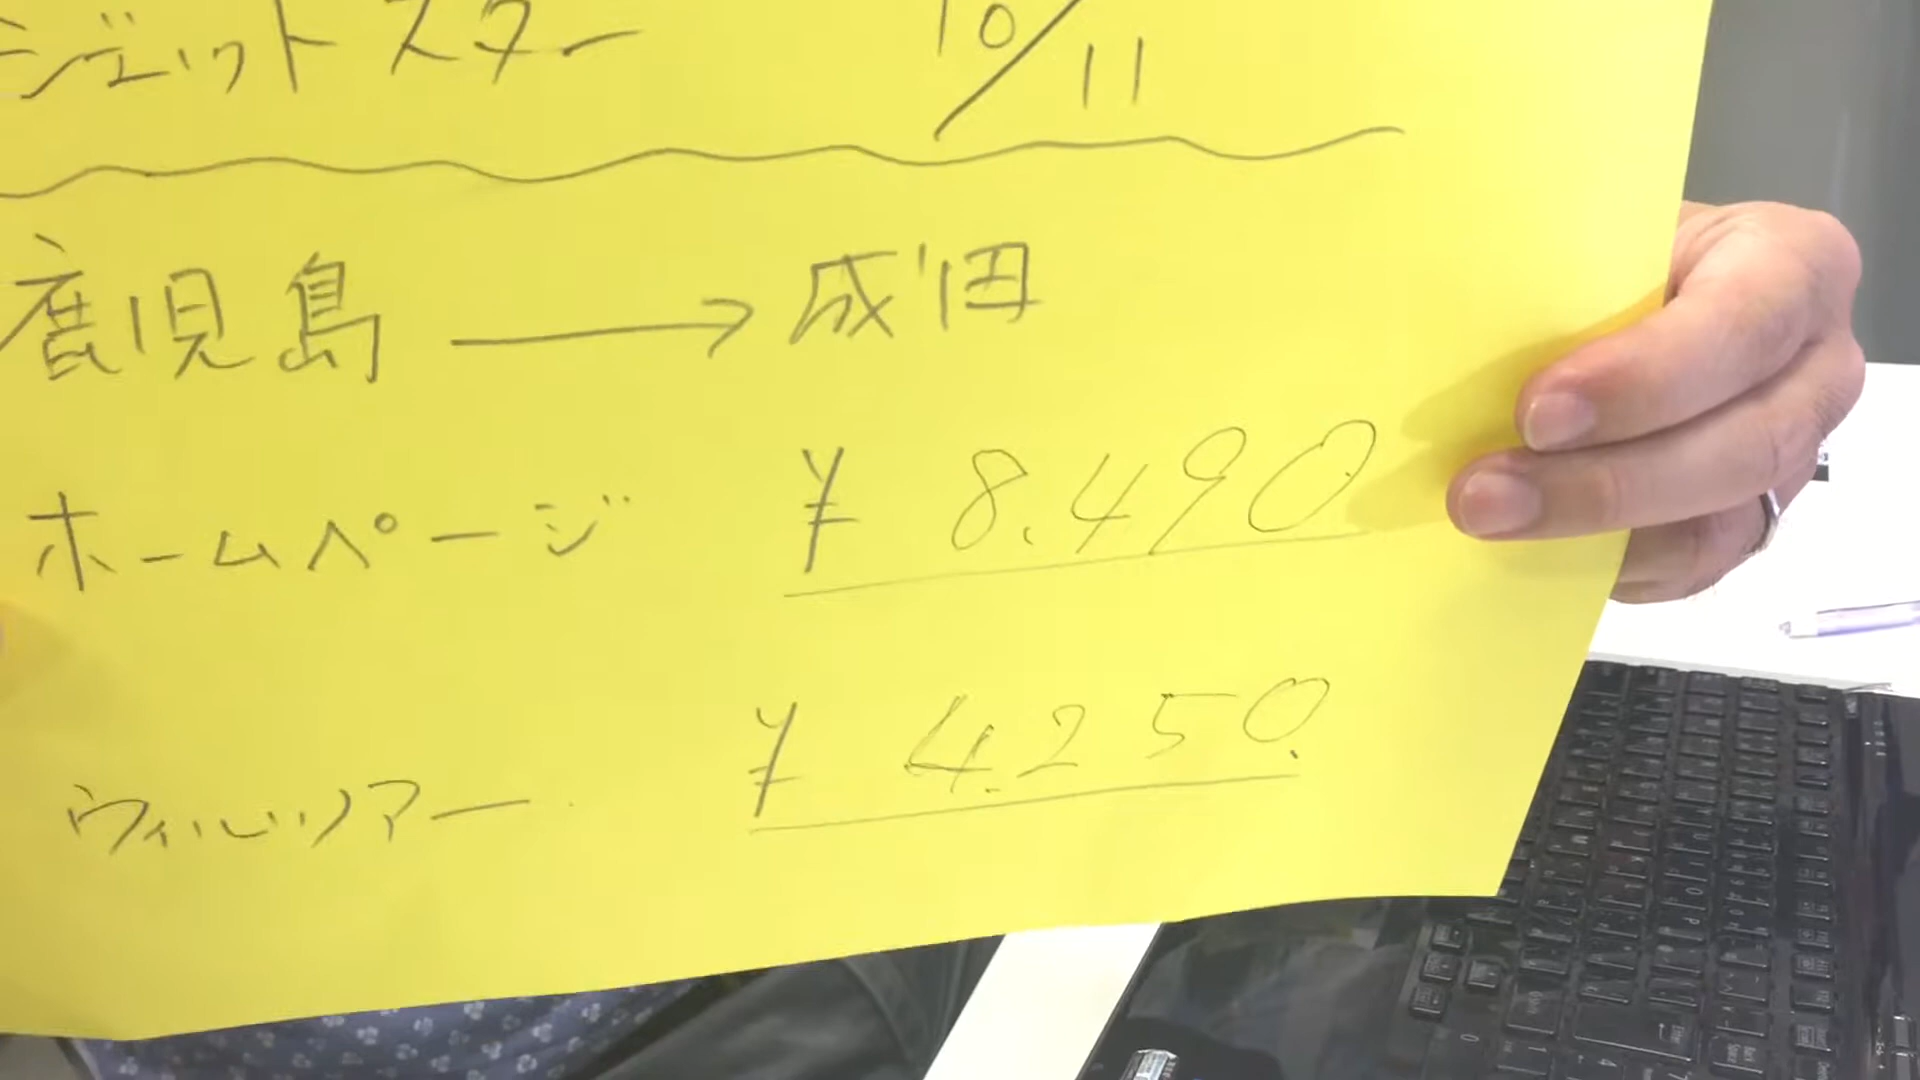 ジェットスター 10/11
鹿児島 → 成田
ホームページ ¥ 8.490
ウィルツアー ¥ 4.250.